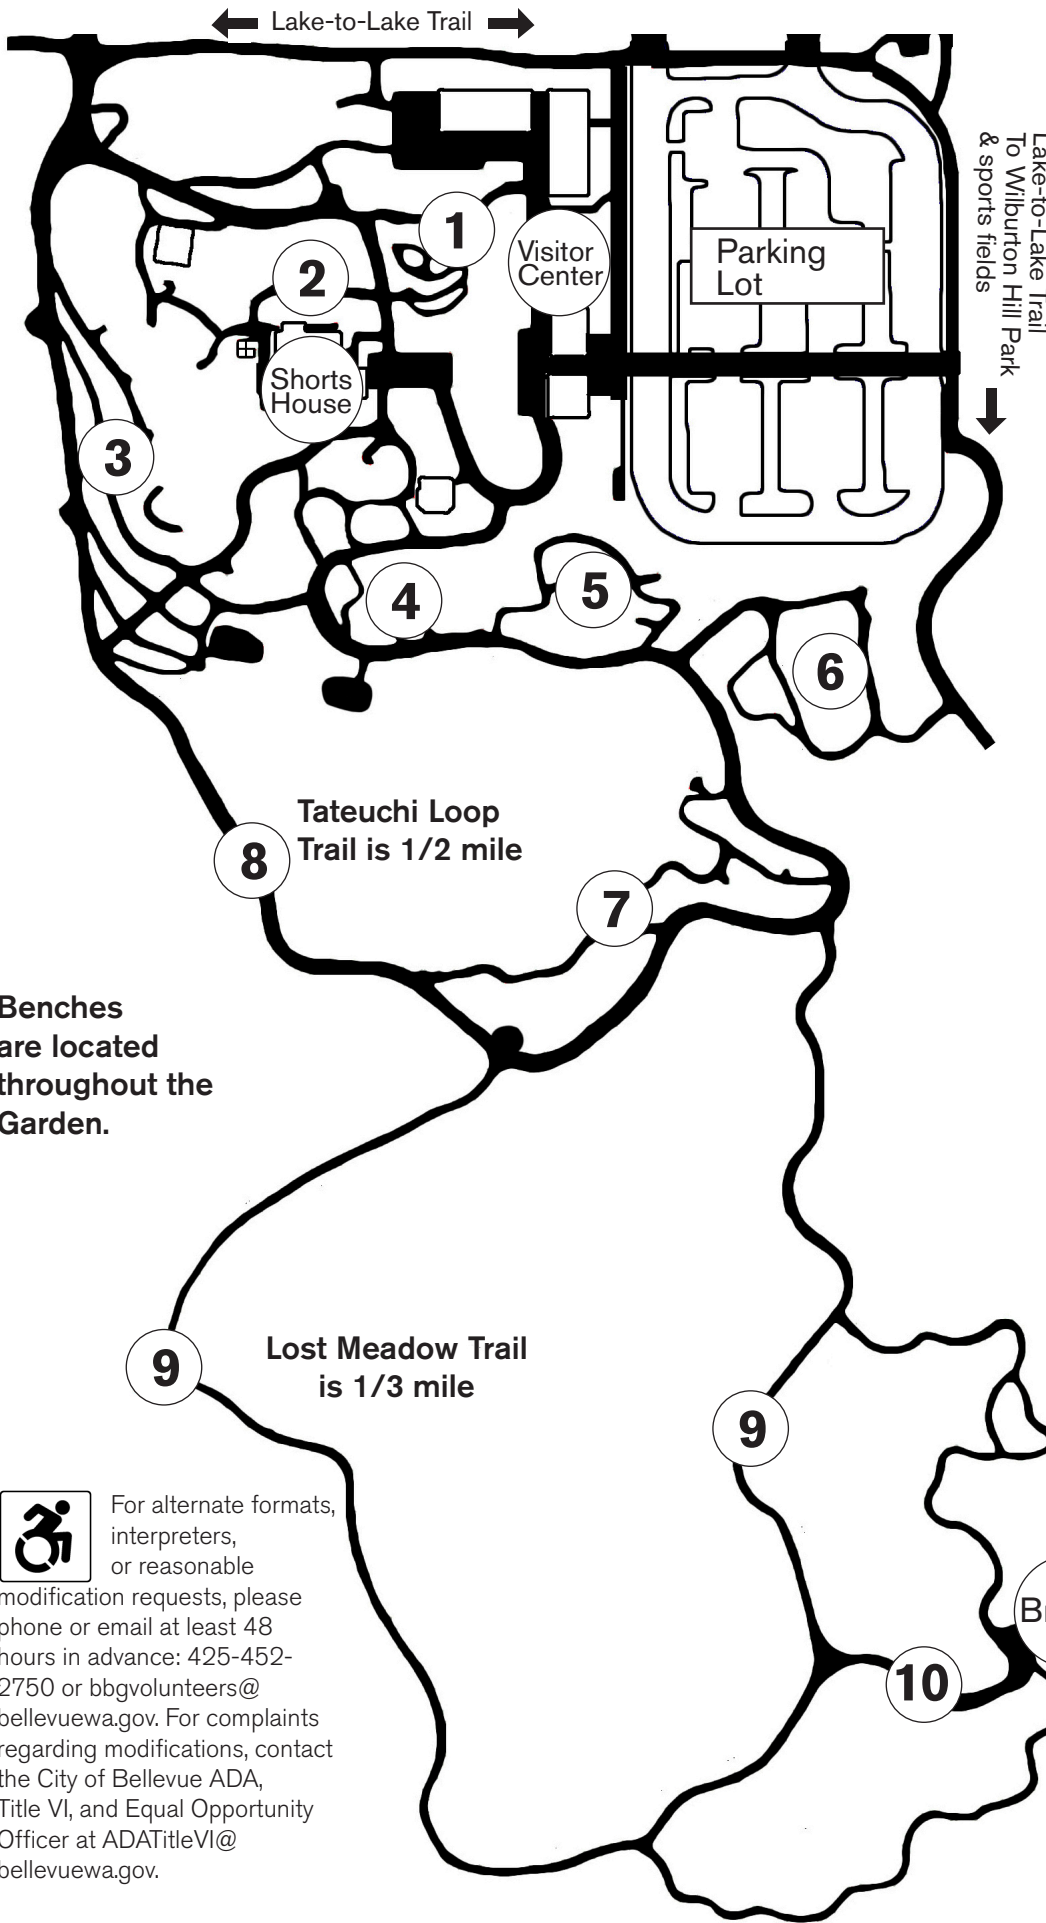 Lake-to-Lake Trail
Lake-to-Lake Trail
To Wilburton Hill Park
& sports fields
1
Visitor
Center
Parking
Lot
2
Shorts
House
3
4
5
6
Tateuchi Loop
Trail is 1/2 mile
8
7
Benches
are located
throughout the
Garden.
9
Lost Meadow Trail
is 1/3 mile
9
For alternate formats,
interpreters,
or reasonable
modification requests, please
phone or email at least 48
hours in advance: 425-452-
2750 or bbgvolunteers@
bellevuewa.gov. For complaints
regarding modifications, contact
the City of Bellevue ADA,
Title VI, and Equal Opportunity
Officer at ADATitleVI@
bellevuewa.gov.
10